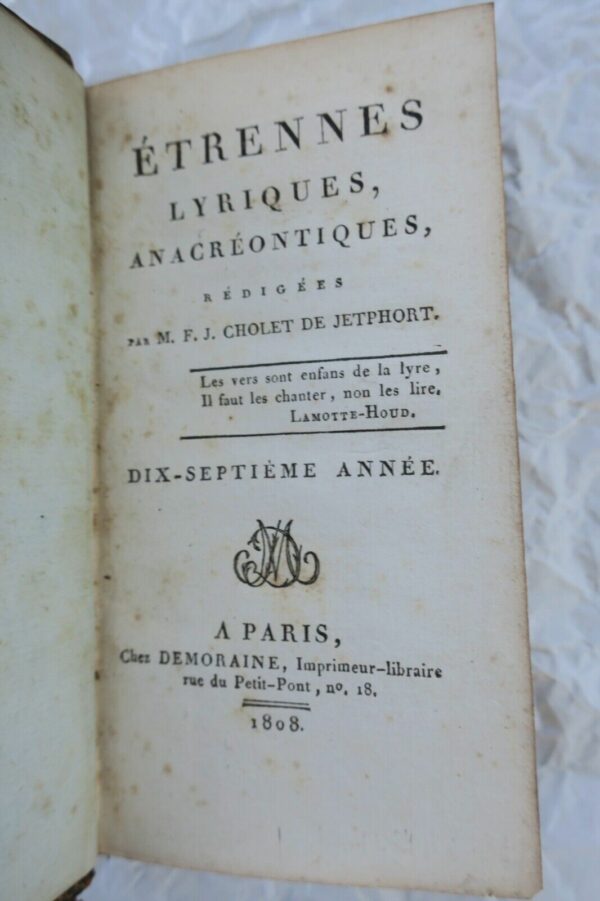 ÉTRENNES
LYRIQUES,
ANACRÉONTIQUES,
RÉDIGÉES
PAR M. F. J. CHOLET DE JETPHORT.
Les vers sont enfans de la lyre,
Il faut les chanter, non les lire.
LAMOTTE-HOUD.
DIX-SEPTIÈME ANNÉE.
A PARIS,
Chez DEMORAINE, Imprimeur-libraire
rue du Petit-Pont, nº. 18.
1808.